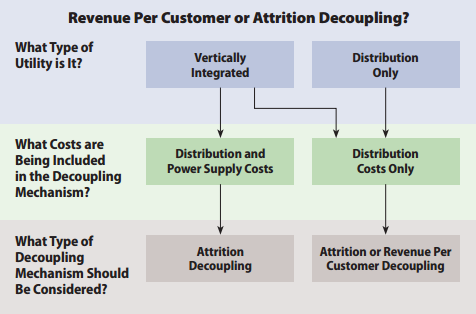 Revenue Per Customer or Attrition Decoupling?
What Type of
Utility is It?
Vertically
Integrated
Distribution
Only
What Costs are
Being Included
in the Decoupling
Mechanism?
Distribution and
Power Supply Costs
Distribution
Costs Only
What Type of
Decoupling
Mechanism Should
Be Considered?
Attrition
Decoupling
Attrition or Revenue Per
Customer Decoupling